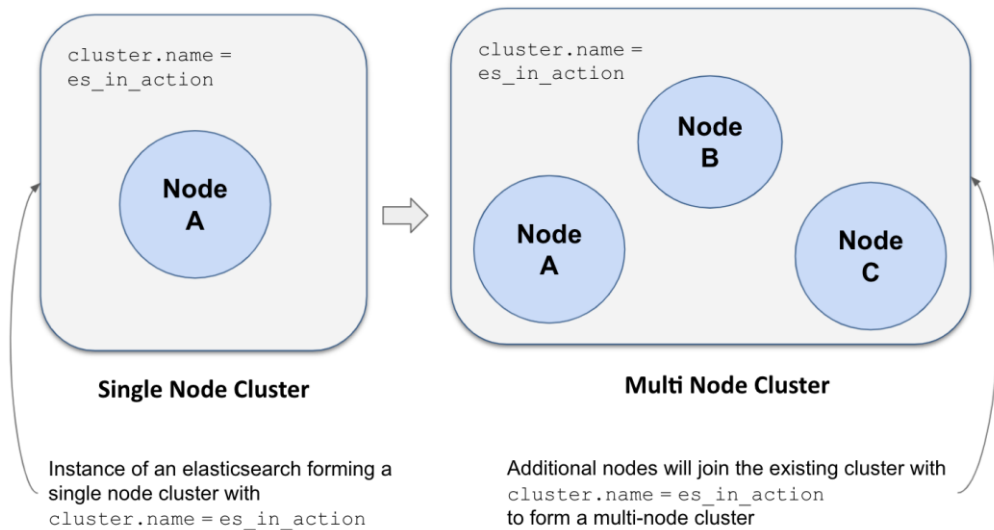 cluster.name =
es_in_action
Node
A
Single Node Cluster
Instance of an elasticsearch forming a
single node cluster with
cluster.name = es_in_action
cluster.name =
es_in_action
Node
B
Node
A
Node
C
Multi Node Cluster
Additional nodes will join the existing cluster with
cluster.name = es_in_action
to form a multi-node cluster